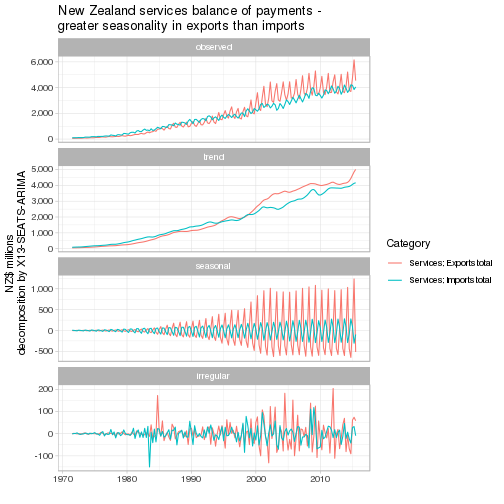 New Zealand services balance of payments -
greater seasonality in exports than imports
observed
6,000
4,000
2,000
0
trend
5,000
4,000
3,000
2,000
1,000
0
seasonal
1,000
500
0
-500
irregular
200
100
0
-100
1970
1980
1990
2000
2010
NZ$ millions
decomposition by X13-SEATS-ARIMA
Category
Services; Exports total
Services; Imports total